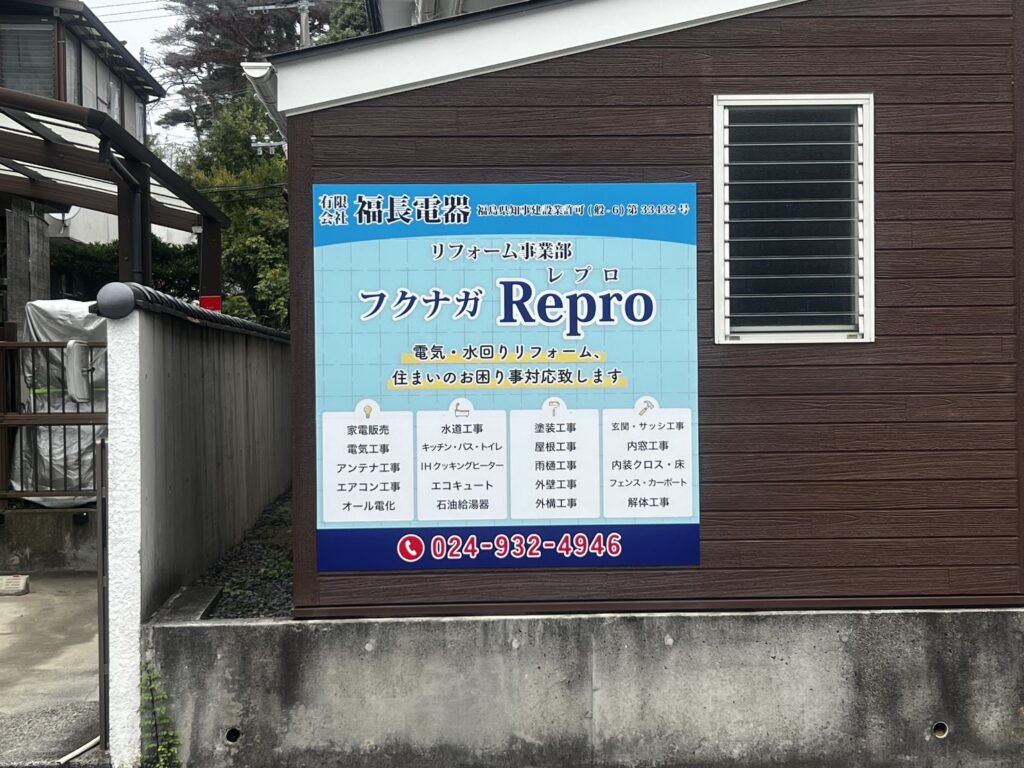 有限会社 福長電器 福島県知事建設業許可(般-6)第33432号
リフォーム事業部
レプロ
フクナガ Repro
電気・水回りリフォーム、
住まいのお困り事対応致します
家電販売
電気工事
アンテナ工事
エアコン工事
オール電化
水道工事
キッチン・バス・トイレ
IHクッキングヒーター
エコキュート
石油給湯器
塗装工事
屋根工事
雨樋工事
外壁工事
外構工事
玄関・サッシ工事
内窓工事
内装クロス・床
フェンス・カーポート
解体工事
024-932-4946